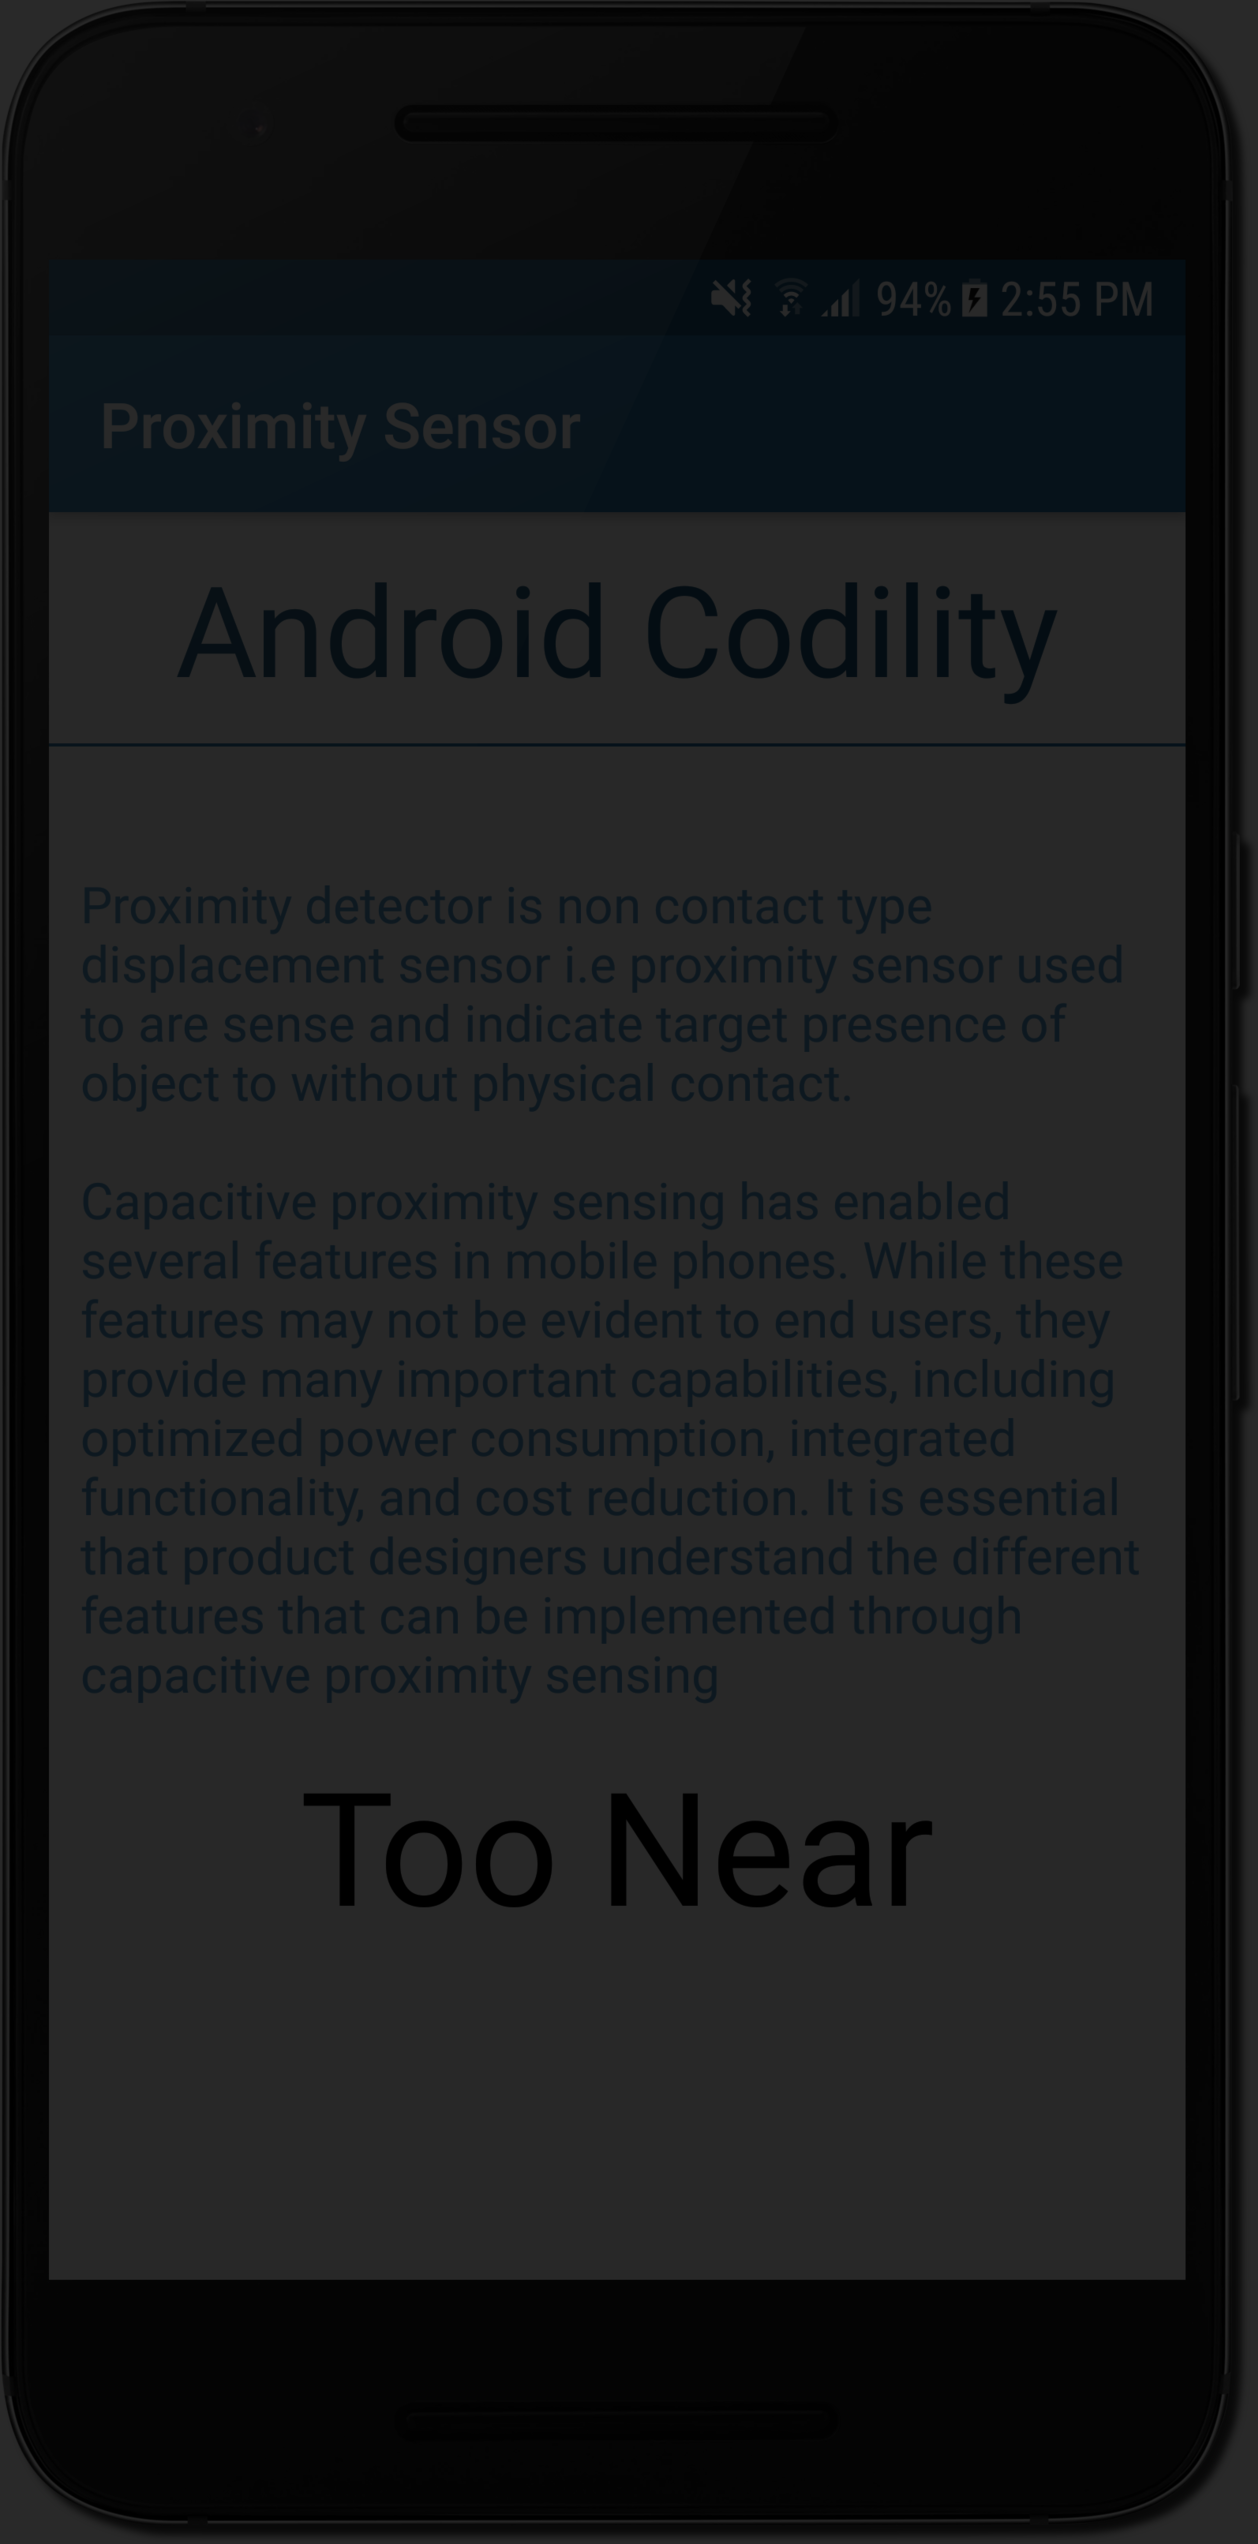 94% 2:55 PM
Proximity Sensor
Android Codility
Proximity detector is non contact type
displacement sensor i.e proximity sensor used
to are sense and indicate target presence of
object to without physical contact.
Capacitive proximity sensing has enabled
several features in mobile phones. While these
features may not be evident to end users, they
provide many important capabilities, including
optimized power consumption, integrated
functionality, and cost reduction. It is essential
that product designers understand the different
features that can be implemented through
capacitive proximity sensing
Too Near